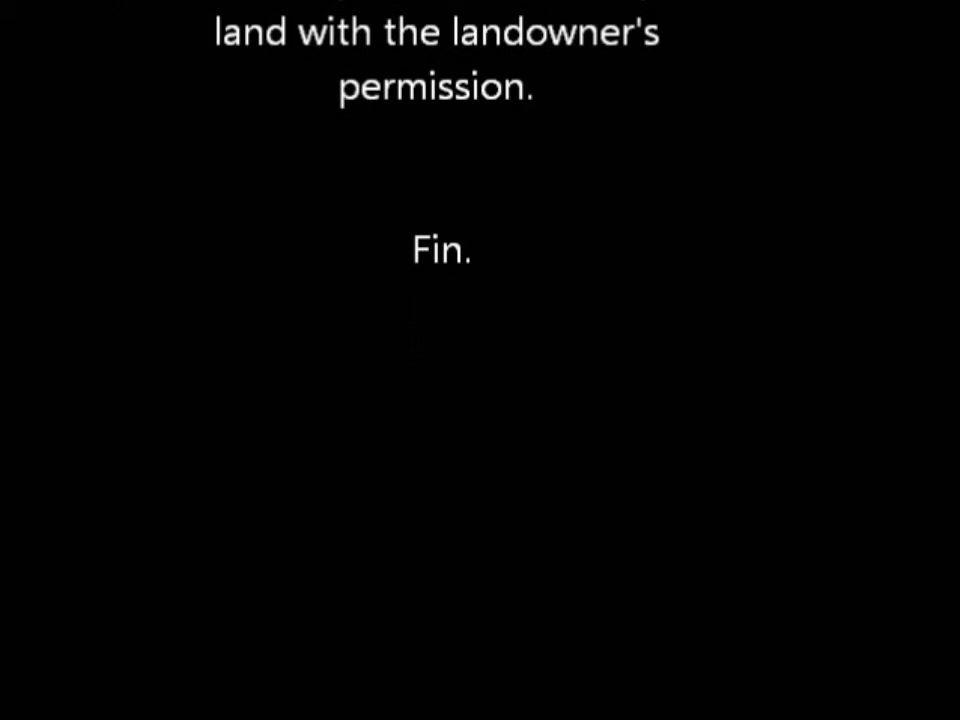 land with the landowner's
permission.
Fin.